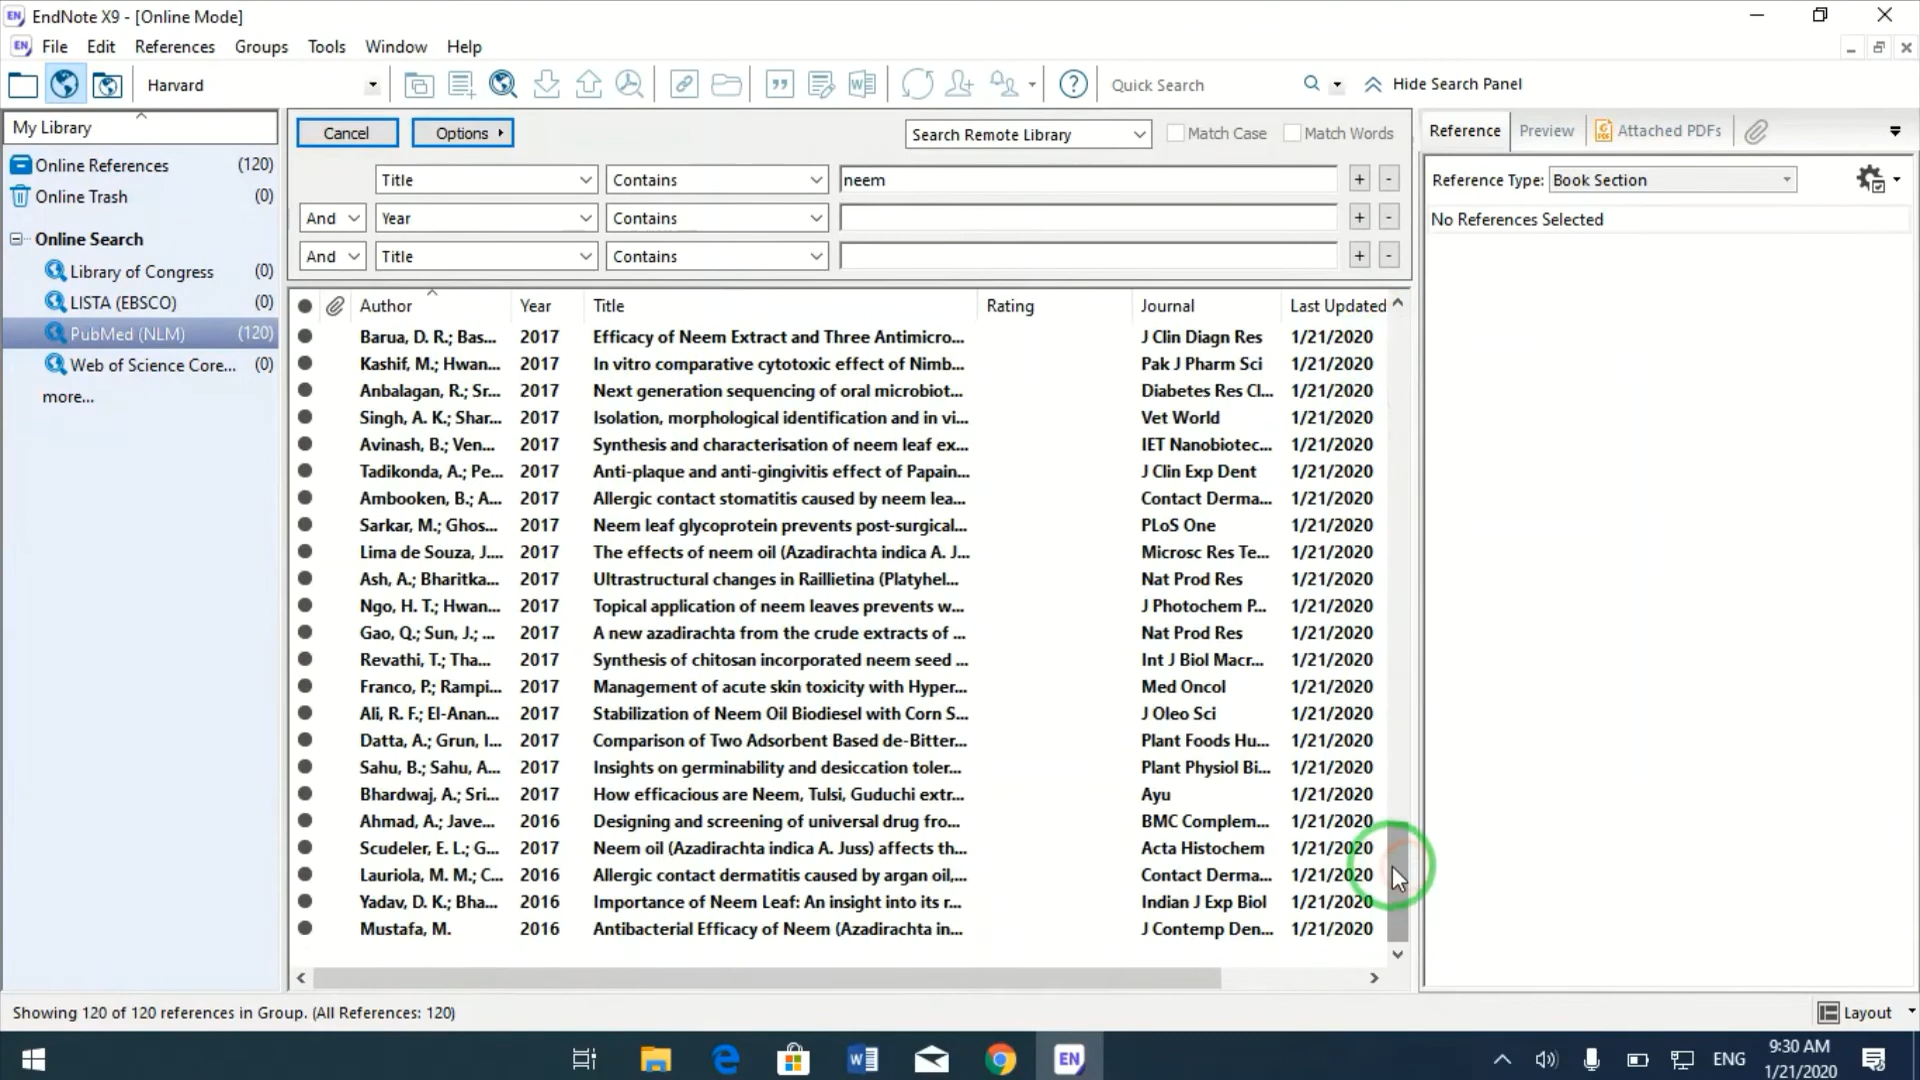 EN EndNote X9 - [Online Mode]
EN File Edit References Groups Tools Window Help
Harvard Quick Search Hide Search Panel
My Library
Online References (120)
Online Trash (0)
Online Search
Library of Congress (0)
LISTA (EBSCO) (0)
PubMed (NLM) (120)
Web of Science Core... (0)
more...
Cancel Options Search Remote Library Match Case Match Words
Title Contains neem + -
And Year Contains + -
And Title Contains + -
Author Year Title Rating Journal Last Updated
Barua, D. R.; Bas... 2017 Efficacy of Neem Extract and Three Antimicro... J Clin Diagn Res 1/21/2020
Kashif, M.; Hwan... 2017 In vitro comparative cytotoxic effect of Nimb... Pak J Pharm Sci 1/21/2020
Anbalagan, R.; Sr... 2017 Next generation sequencing of oral microbiot... Diabetes Res Cl... 1/21/2020
Singh, A. K.; Shar... 2017 Isolation, morphological identification and in vi... Vet World 1/21/2020
Avinash, B.; Ven... 2017 Synthesis and characterisation of neem leaf ex... IET Nanobiotec... 1/21/2020
Tadikonda, A.; Pe... 2017 Anti-plaque and anti-gingivitis effect of Papain... J Clin Exp Dent 1/21/2020
Ambooken, B.; A... 2017 Allergic contact stomatitis caused by neem lea... Contact Derma... 1/21/2020
Sarkar, M.; Ghos... 2017 Neem leaf glycoprotein prevents post-surgical... PLoS One 1/21/2020
Lima de Souza, J.... 2017 The effects of neem oil (Azadirachta indica A. J... Microsc Res Te... 1/21/2020
Ash, A.; Bharitka... 2017 Ultrastructural changes in Raillietina (Platyhel... Nat Prod Res 1/21/2020
Ngo, H. T.; Hwan... 2017 Topical application of neem leaves prevents w... J Photochem P... 1/21/2020
Gao, Q.; Sun, J.; ... 2017 A new azadirachta from the crude extracts of ... Nat Prod Res 1/21/2020
Revathi, T.; Tha... 2017 Synthesis of chitosan incorporated neem seed ... Int J Biol Macr... 1/21/2020
Franco, P.; Rampi... 2017 Management of acute skin toxicity with Hyper... Med Oncol 1/21/2020
Ali, R. F.; El-Anan... 2017 Stabilization of Neem Oil Biodiesel with Corn S... J Oleo Sci 1/21/2020
Datta, A.; Grun, I... 2017 Comparison of Two Adsorbent Based de-Bitter... Plant Foods Hu... 1/21/2020
Sahu, B.; Sahu, A... 2017 Insights on germinability and desiccation toler... Plant Physiol Bi... 1/21/2020
Bhardwaj, A.; Sri... 2017 How efficacious are Neem, Tulsi, Guduchi extr... Ayu 1/21/2020
Ahmad, A.; Jave... 2016 Designing and screening of universal drug fro... BMC Complem... 1/21/2020
Scudeler, E. L.; G... 2017 Neem oil (Azadirachta indica A. Juss) affects th... Acta Histochem 1/21/2020
Lauriola, M. M.; C... 2016 Allergic contact dermatitis caused by argan oil,... Contact Derma... 1/21/2020
Yadav, D. K.; Bha... 2016 Importance of Neem Leaf: An insight into its r... Indian J Exp Biol 1/21/2020
Mustafa, M. 2016 Antibacterial Efficacy of Neem (Azadirachta in... J Contemp Den... 1/21/2020
Reference Preview Attached PDFs
Reference Type: Book Section
No References Selected
Showing 120 of 120 references in Group. (All References: 120) Layout
EN ENG 9:30 AM
1/21/2020